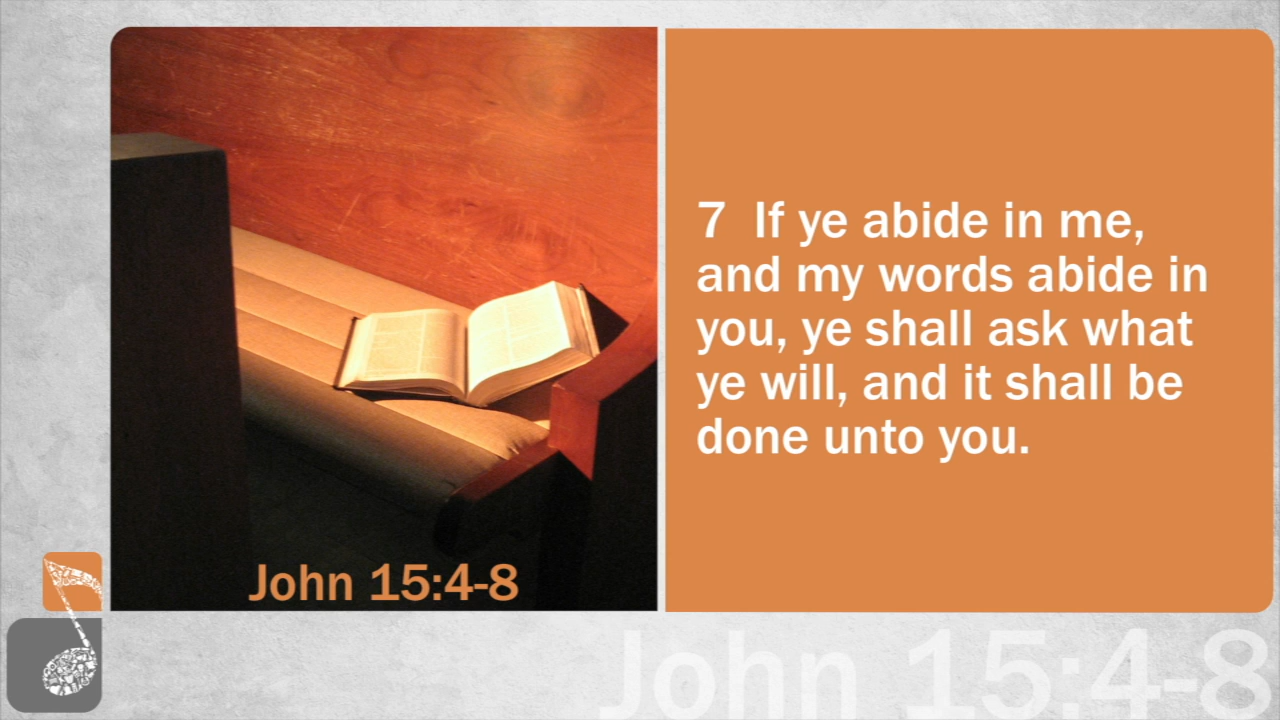 7 If ye abide in me,
and my words abide in
you, ye shall ask what
ye will, and it shall be
done unto you.
John 15:4-8
John 15:4-8